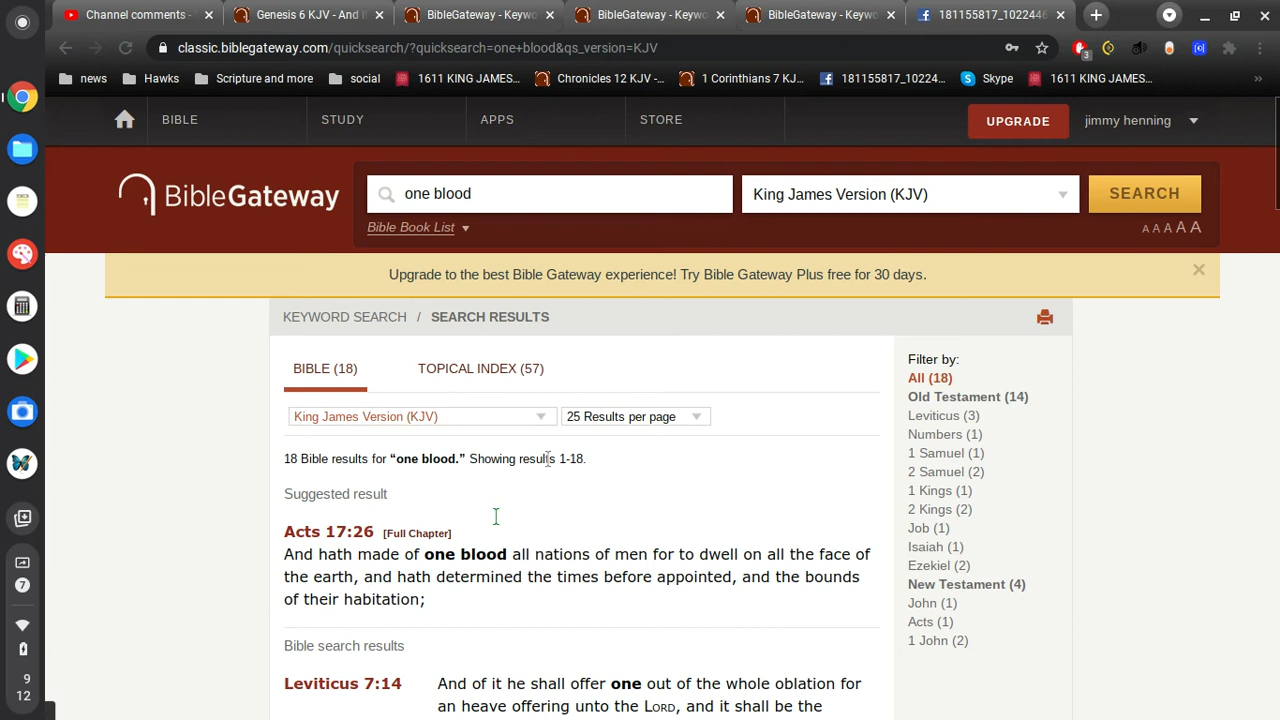 Channel comments -
Genesis 6 KJV - And i
BibleGateway - Keywo
BibleGateway - Keywo
BibleGateway - Keywo
181155817_1022446
classic.biblegateway.com/quicksearch/?quicksearch=one+blood&qs_version=KJV
3
news
Hawks
Scripture and more
social
1611 KING JAMES...
Chronicles 12 KJV -...
1 Corinthians 7 KJ...
181155817_10224...
Skype
1611 KING JAMES...
»
BIBLE
STUDY
APPS
STORE
UPGRADE
jimmy henning
BibleGateway
one blood
King James Version (KJV)
SEARCH
Bible Book List
A A A A A
Upgrade to the best Bible Gateway experience! Try Bible Gateway Plus free for 30 days.
KEYWORD SEARCH / SEARCH RESULTS
BIBLE (18)
TOPICAL INDEX (57)
King James Version (KJV)
25 Results per page
18 Bible results for “one blood.” Showing results 1-18.
Suggested result
Acts 17:26 [Full Chapter]
And hath made of one blood all nations of men for to dwell on all the face of
the earth, and hath determined the times before appointed, and the bounds
of their habitation;
Bible search results
Leviticus 7:14
And of it he shall offer one out of the whole oblation for
an heave offering unto the LORD, and it shall be the
Filter by:
All (18)
Old Testament (14)
Leviticus (3)
Numbers (1)
1 Samuel (1)
2 Samuel (2)
1 Kings (1)
2 Kings (2)
Job (1)
Isaiah (1)
Ezekiel (2)
New Testament (4)
John (1)
Acts (1)
1 John (2)
7
9
12